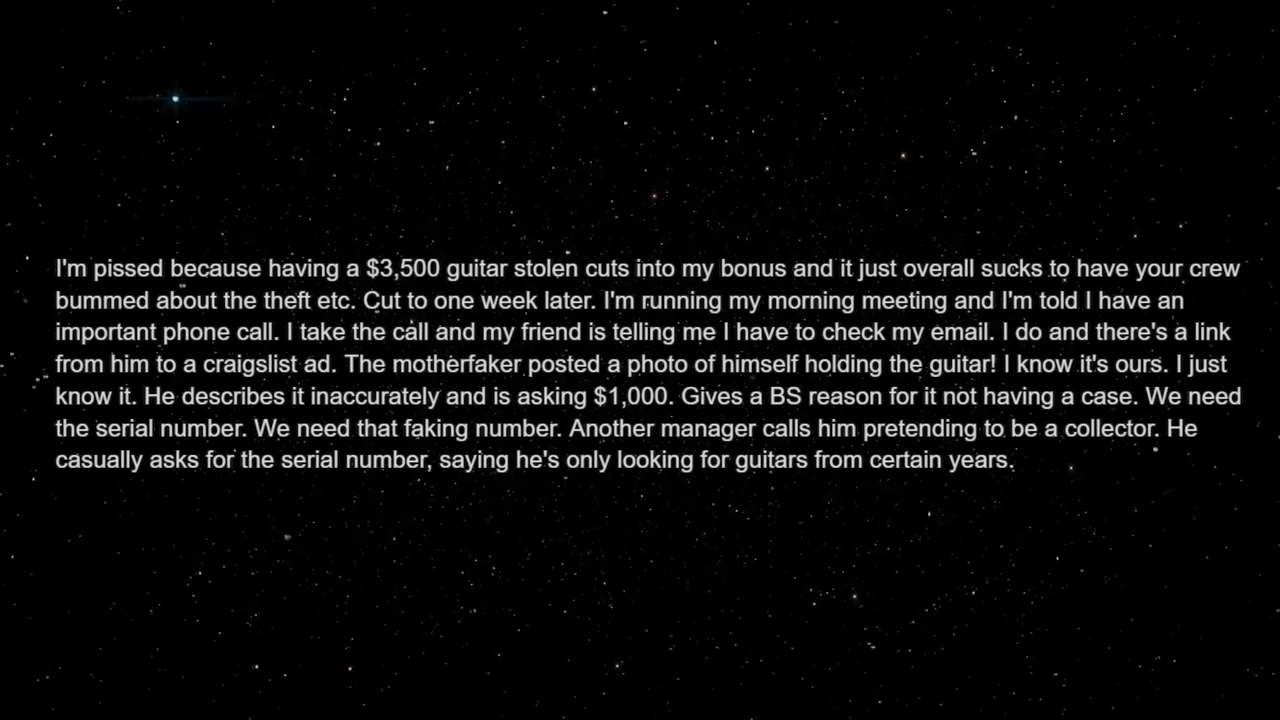 I'm pissed because having a $3,500 guitar stolen cuts into my bonus and it just overall sucks to have your crew
bummed about the theft etc. Cut to one week later. I'm running my morning meeting and I'm told I have an
important phone call. I take the call and my friend is telling me I have to check my email. I do and there's a link
from him to a craigslist ad. The motherfaker posted a photo of himself holding the guitar! I know it's ours. I just
know it. He describes it inaccurately and is asking $1,000. Gives a BS reason for it not having a case. We need
the serial number. We need that faking number. Another manager calls him pretending to be a collector. He
casually asks for the serial number, saying he's only looking for guitars from certain years.